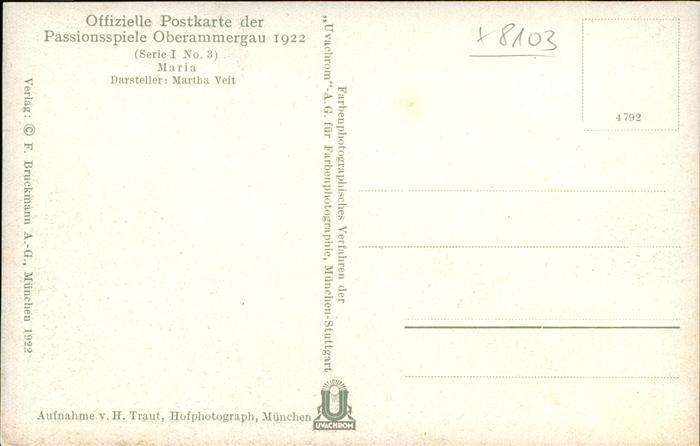 Offizielle Postkarte der
Passionsspiele Oberammergau 1922
(Serie I No. 3)
Maria
Darsteller: Martha Veit
Verlag: © F. Bruckmann A.-G., München 1922
Aufnahme v. H. Traut, Hofphotograph, München
Farbenphotographisches Verfahren der
„Uvachrom“-A.G. für Farbenphotographie, München-Stuttgart
U
UVACHROM
+8103
4792